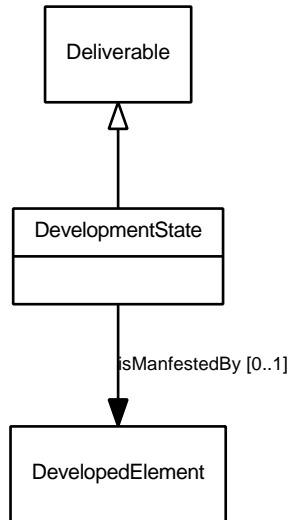 Deliverable
DevelopmentState
isManfestedBy [0..1]
DevelopedElement